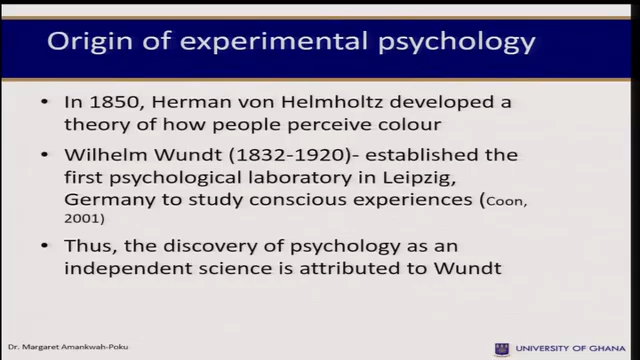 Origin of experimental psychology
• In 1850, Herman von Helmholtz developed a
theory of how people perceive colour
• Wilhelm Wundt (1832-1920)- established the
first psychological laboratory in Leipzig,
Germany to study conscious experiences (Coon,
2001)
• Thus, the discovery of psychology as an
independent science is attributed to Wundt
Dr. Margaret Amankwah-Poku
UNIVERSITY OF GHANA